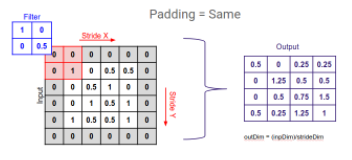 Padding = Same
Filter
1 0
0 0.5
Stride X
0 0 0 0 0 0
0 1 0 0.5 0.5 0
0 0 0.5 1 0 0
0 0 1 0.5 1 0
0 1 0.5 0.5 1 0
0 0 0 0 0 0
Input
Stride Y
Output
0.5 0 0.25 0.25
0 1.25 0.5 0.5
0 0.5 0.75 1.5
0.5 0.25 1.25 1
outDim = (inpDim)/strideDim